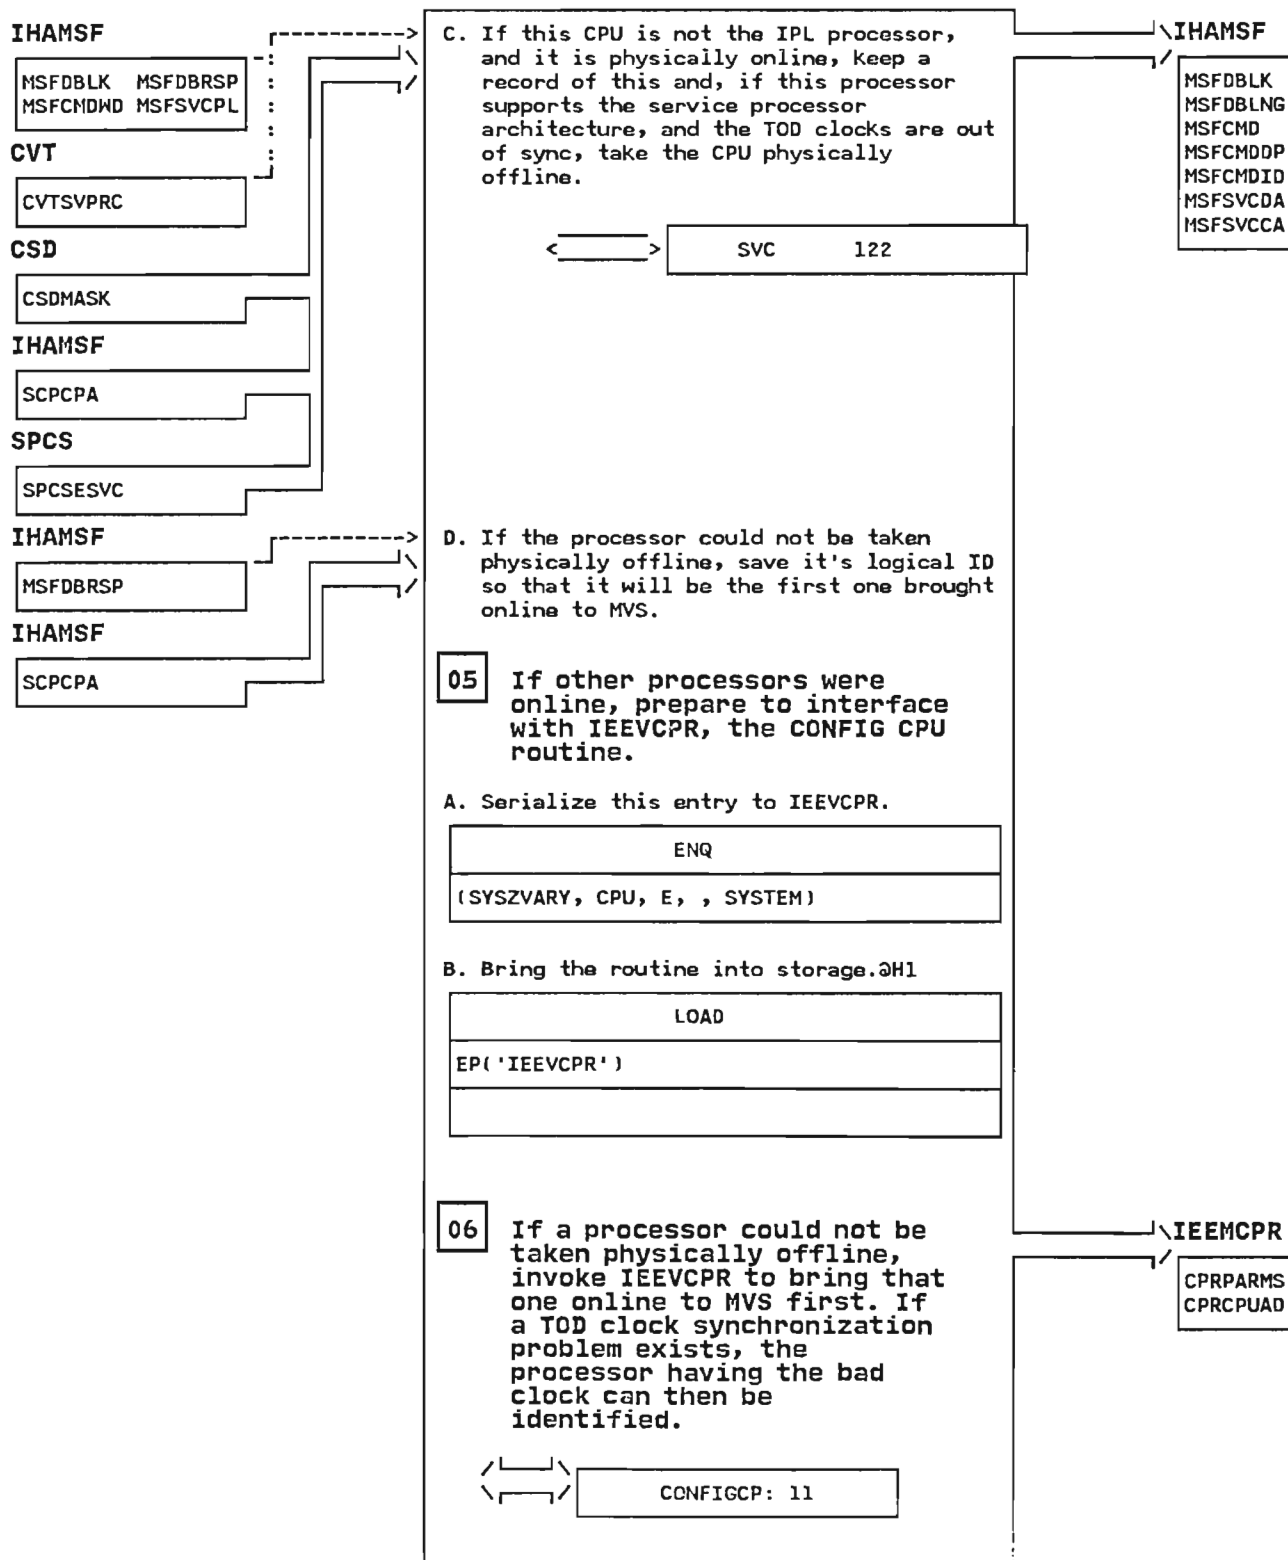 IHAMSF
MSFDBLK MSFDBRSP
MSFCMDWD MSFSVCPL
CVT
CVTSVPRC
CSD
CSDMASK
IHAMSF
SCPCPA
SPCS
SPCSESVC
IHAMSF
MSFDBRSP
IHAMSF
SCPCPA
C. If this CPU is not the IPL processor,
and it is physically online, keep a
record of this and, if this processor
supports the service processor
architecture, and the TOD clocks are out
of sync, take the CPU physically
offline.
SVC 122
D. If the processor could not be taken
physically offline, save it's logical ID
so that it will be the first one brought
online to MVS.
05 If other processors were
online, prepare to interface
with IEEVCPR, the CONFIG CPU
routine.
A. Serialize this entry to IEEVCPR.
ENQ
(SYSZVARY, CPU, E, , SYSTEM)
B. Bring the routine into storage.@H1
LOAD
EP('IEEVCPR')
06 If a processor could not be
taken physically offline,
invoke IEEVCPR to bring that
one online to MVS first. If
a TOD clock synchronization
problem exists, the
processor having the bad
clock can then be
identified.
CONFIGCP: 11
IHAMSF
MSFDBLK
MSFDBLNG
MSFCMD
MSFCMDDP
MSFCMDID
MSFSVCDA
MSFSVCCA
IEEMCPR
CPRPARMS
CPRCPUAD